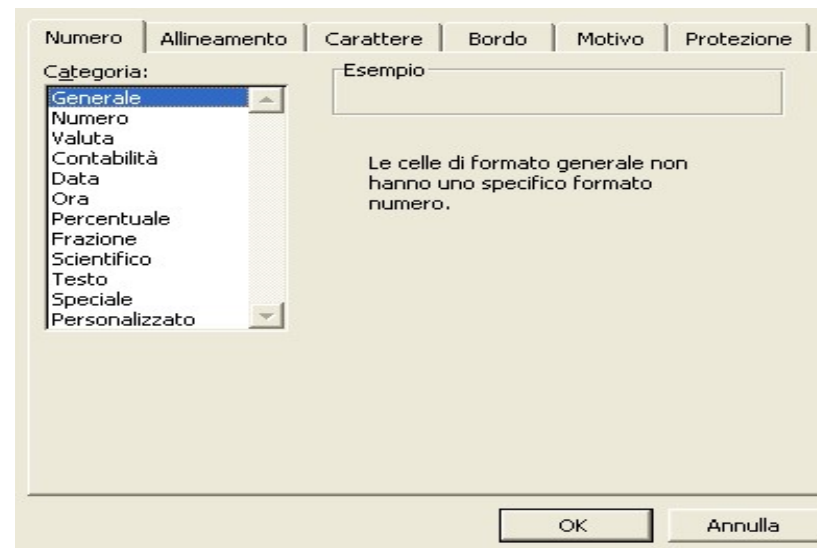 Numero Allineamento Carattere Bordo Motivo Protezione
Categoria:
Generale
Numero
Valuta
Contabilità
Data
Ora
Percentuale
Frazione
Scientifico
Testo
Speciale
Personalizzato
Esempio
Le celle di formato generale non
hanno uno specifico formato
numero.
OK Annulla